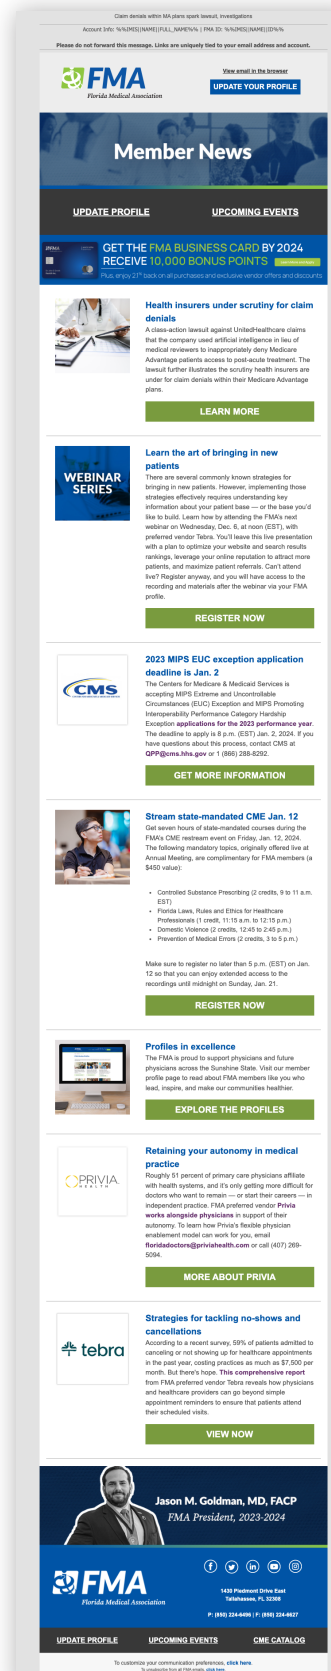 Claim denials within MA plans spark lawsuit, investigations
Account Info: %%IMIS||NAME||FULL_NAME%% | FMA ID: %%IMIS||NAME||ID%%
Please do not forward this message. Links are uniquely tied to your email address and account.
FMA
Florida Medical Association
View email in the browser
UPDATE YOUR PROFILE
Member News
UPDATE PROFILE
UPCOMING EVENTS
GET THE FMA BUSINESS CARD BY 2024
RECEIVE 10,000 BONUS POINTS
Plus, enjoy 2:1* back on all purchases and exclusive vendor offers and discounts
Health insurers under scrutiny for claim
denials
A class-action lawsuit against UnitedHealthcare claims
that the company used artificial intelligence in lieu of
medical reviewers to inappropriately deny Medicare
Advantage patients access to post-acute treatment. The
lawsuit further illustrates the scrutiny health insurers are
under for claim denials within their Medicare Advantage
plans.
LEARN MORE
WEBINAR
SERIES
Learn the art of bringing in new
patients
There are several commonly known strategies for
bringing in new patients. However, implementing those
strategies effectively requires understanding key
information about your patient base — or the base you'd
like to build. Learn how by attending the FMA's next
webinar on Wednesday, Dec. 6, at noon (EST), with
preferred vendor Tebra. You'll leave this live presentation
with a plan to optimize your website and search results
rankings, leverage your online reputation to attract more
patients, and maximize patient referrals. Can't attend
live? Register anyway, and you will have access to the
recording and materials after the webinar via your FMA
profile.
REGISTER NOW
CMS
2023 MIPS EUC exception application
deadline is Jan. 2
The Centers for Medicare & Medicaid Services is
accepting MIPS Extreme and Uncontrollable
Circumstances (EUC) Exception and MIPS Promoting
Interoperability Performance Category Hardship
Exception applications for the 2023 performance year.
The deadline to apply is 8 p.m. (EST) Jan. 2, 2024. If you
have questions about this process, contact CMS at
QPP@cms.hhs.gov or 1 (866) 288-8292.
GET MORE INFORMATION
Stream state-mandated CME Jan. 12
Get seven hours of state-mandated courses during the
FMA's CME restream event on Friday, Jan. 12, 2024.
The following mandatory topics, originally offered live at
Annual Meeting, are complimentary for FMA members (a
$450 value):
• Controlled Substance Prescribing (2 credits, 9 to 11 a.m.
EST)
• Florida Laws, Rules and Ethics for Healthcare
Professionals (1 credit, 11:15 a.m. to 12:15 p.m.)
• Domestic Violence (2 credits, 12:45 to 2:45 p.m.)
• Prevention of Medical Errors (2 credits, 3 to 5 p.m.)
Make sure to register no later than 5 p.m. (EST) on Jan.
12 so that you can enjoy extended access to the
recordings until midnight on Sunday, Jan. 21.
REGISTER NOW
Profiles in excellence
The FMA is proud to support physicians and future
physicians across the Sunshine State. Visit our member
profile page to read about FMA members like you who
lead, inspire, and make our communities healthier.
EXPLORE THE PROFILES
PRIVIA
HEALTH
Retaining your autonomy in medical
practice
Roughly 51 percent of primary care physicians affiliate
with health systems, and it's only getting more difficult for
doctors who want to remain — or start their careers — in
independent practice. FMA preferred vendor Privia
works alongside physicians in support of their
autonomy. To learn how Privia's flexible physician
enablement model can work for you, email
floridadoctors@priviahealth.com or call (407) 269-
5094.
MORE ABOUT PRIVIA
tebra
Strategies for tackling no-shows and
cancellations
According to a recent survey, 59% of patients admitted to
canceling or not showing up for healthcare appointments
in the past year, costing practices as much as $7,500 per
month. But there's hope. This comprehensive report
from FMA preferred vendor Tebra reveals how physicians
and healthcare providers can go beyond simple
appointment reminders to ensure that patients attend
their scheduled visits.
VIEW NOW
Jason M. Goldman, MD, FACP
FMA President, 2023-2024
FMA
Florida Medical Association
1430 Piedmont Drive East
Tallahassee, FL 32308
P: (850) 224-6496 | F: (850) 224-6627
UPDATE PROFILE
UPCOMING EVENTS
CME CATALOG
To customize your communication preferences, click here.
To unsubscribe from all FMA emails, click here.